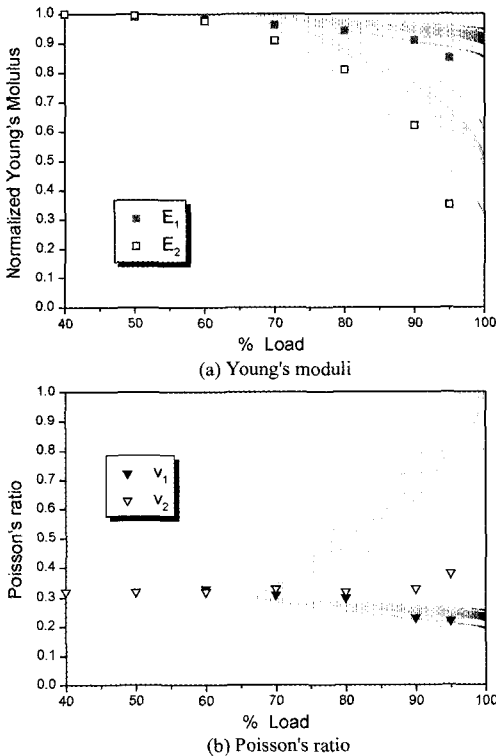 1.0
0.9
0.8
0.7
0.6
0.5
0.4
0.3
0.2
0.1
0.0
Normalized Young's Molulus
E1
E2
40 50 60 70 80 90 100
% Load
(a) Young's moduli
1.0
0.9
0.8
0.7
0.6
0.5
0.4
0.3
0.2
0.1
0.0
Poisson's ratio
v1
v2
40 50 60 70 80 90 100
% Load
(b) Poisson's ratio